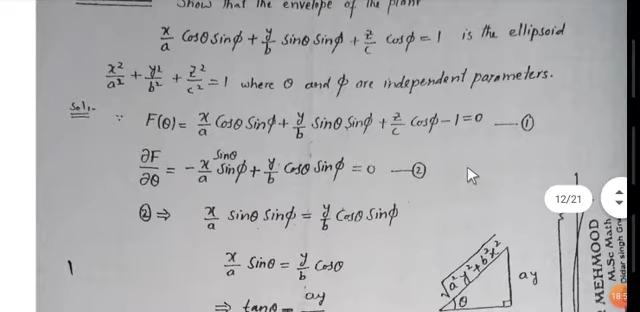 Show that the envelope of the plane
x/a Cosθ Sinϕ + y/b Sinθ Sinϕ + z/c Cosϕ = 1 is the ellipsoid
x²/a² + y²/b² + z²/c² = 1 where θ and ϕ are independent parameters.
Sol:-
∵ F(θ) = x/a Cosθ Sinϕ + y/b Sinθ Sinϕ + z/c Cosϕ - 1 = 0 — ①
∂F/∂θ = - x/a Sinθ Sinϕ + y/b Cosθ Sinϕ = 0 — ②
② ⇒ x/a Sinθ Sinϕ = y/b Cosθ Sinϕ
x/a Sinθ = y/b Cosθ
⇒ tanθ = ay
√a²y²+b²x²
ay
θ
12/21
MEHMOOD
M.Sc Math